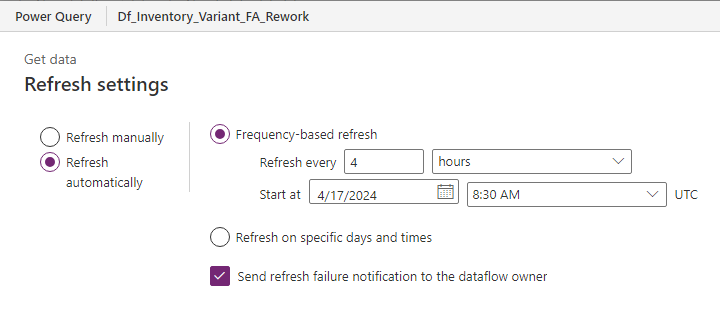 Power Query Df_Inventory_Variant_FA_Rework
Get data
Refresh settings
Refresh manually
Refresh automatically
Frequency-based refresh
Refresh every 4 hours
Start at 4/17/2024 8:30 AM UTC
Refresh on specific days and times
Send refresh failure notification to the dataflow owner